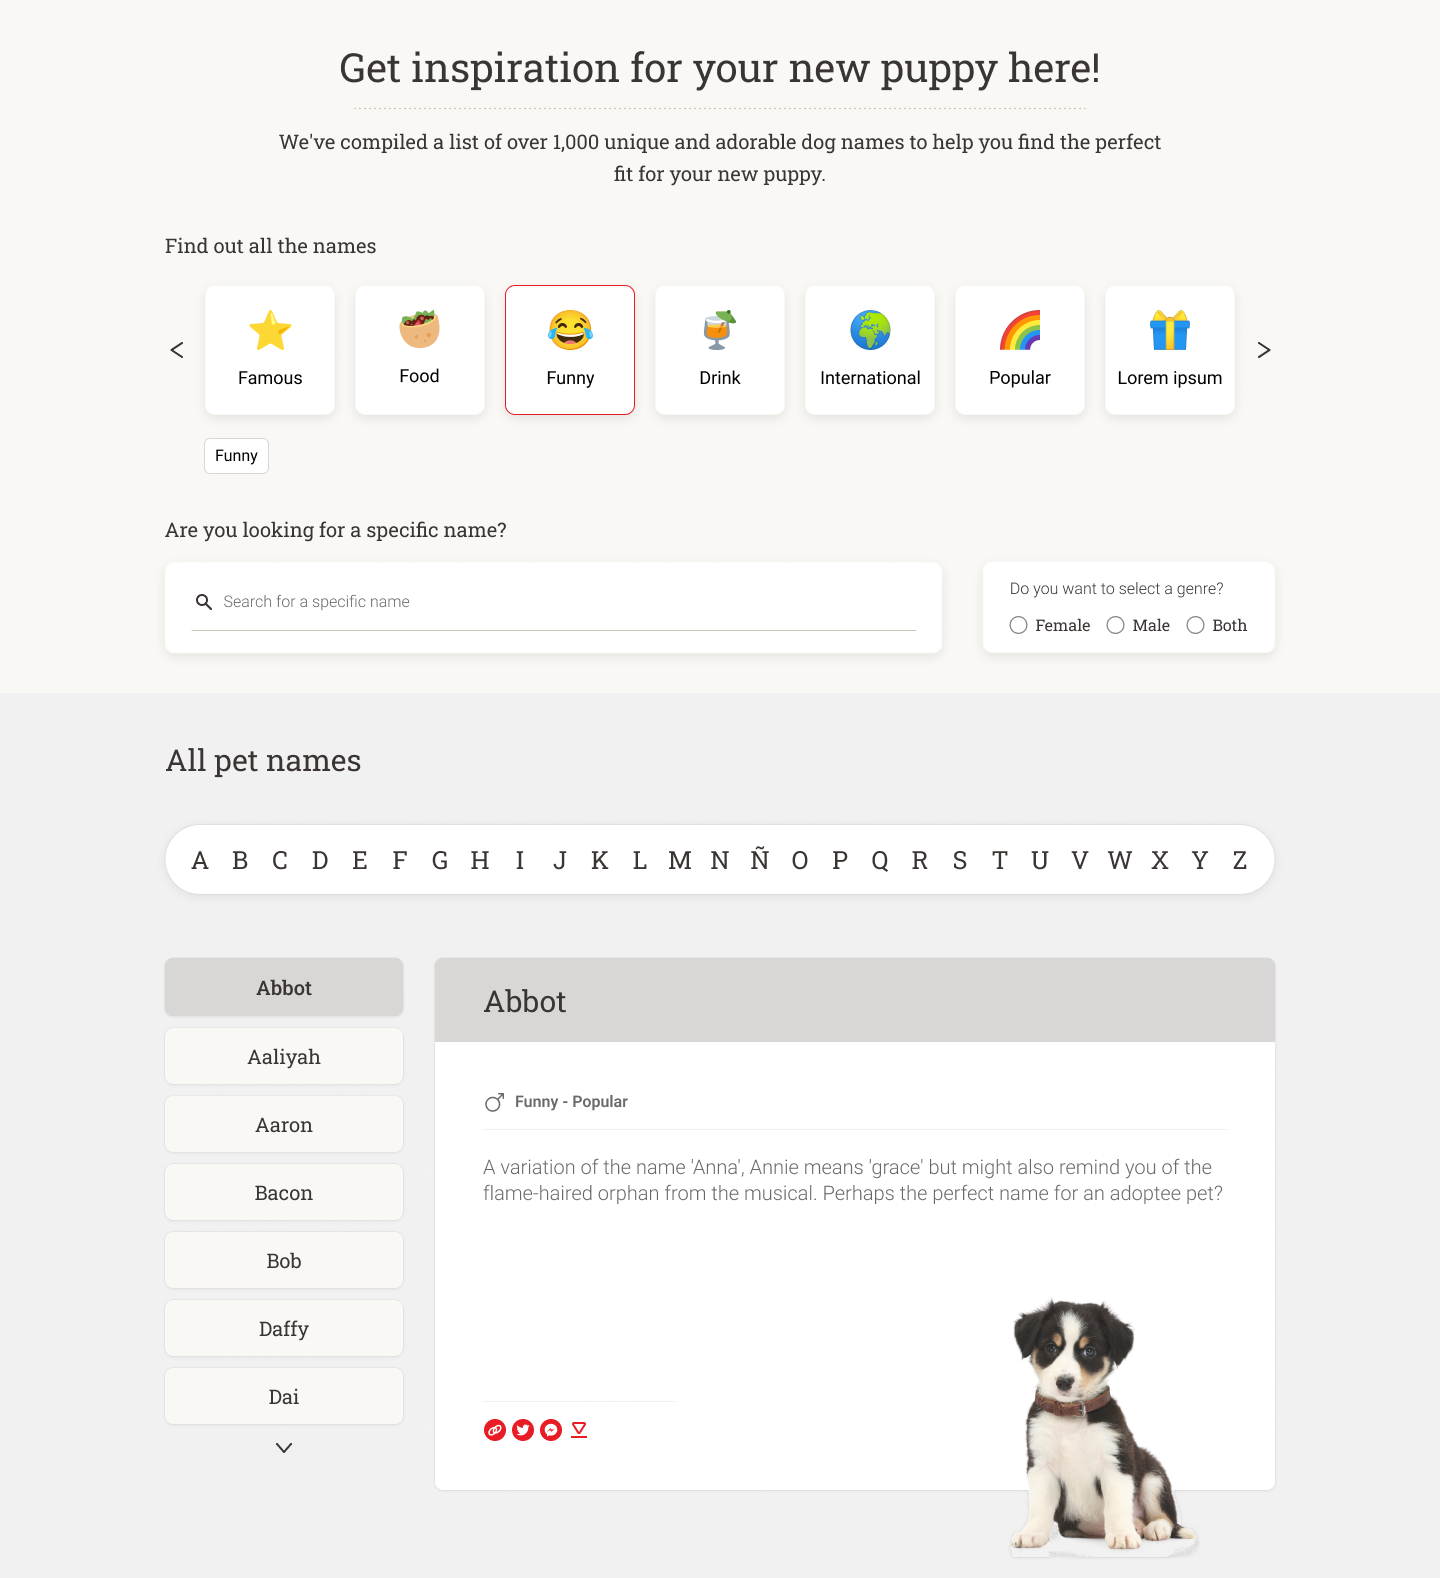 Get inspiration for your new puppy here!
We've compiled a list of over 1,000 unique and adorable dog names to help you find the perfect
fit for your new puppy.
Find out all the names
< Famous Food Funny Drink International Popular Lorem ipsum >
Funny
Are you looking for a specific name?
Search for a specific name
Do you want to select a genre?
Female Male Both
All pet names
A B C D E F G H I J K L M N Ñ O P Q R S T U V W X Y Z
Abbot
Aaliyah
Aaron
Bacon
Bob
Daffy
Dai
Abbot
Funny - Popular
A variation of the name 'Anna', Annie means 'grace' but might also remind you of the
flame-haired orphan from the musical. Perhaps the perfect name for an adoptee pet?